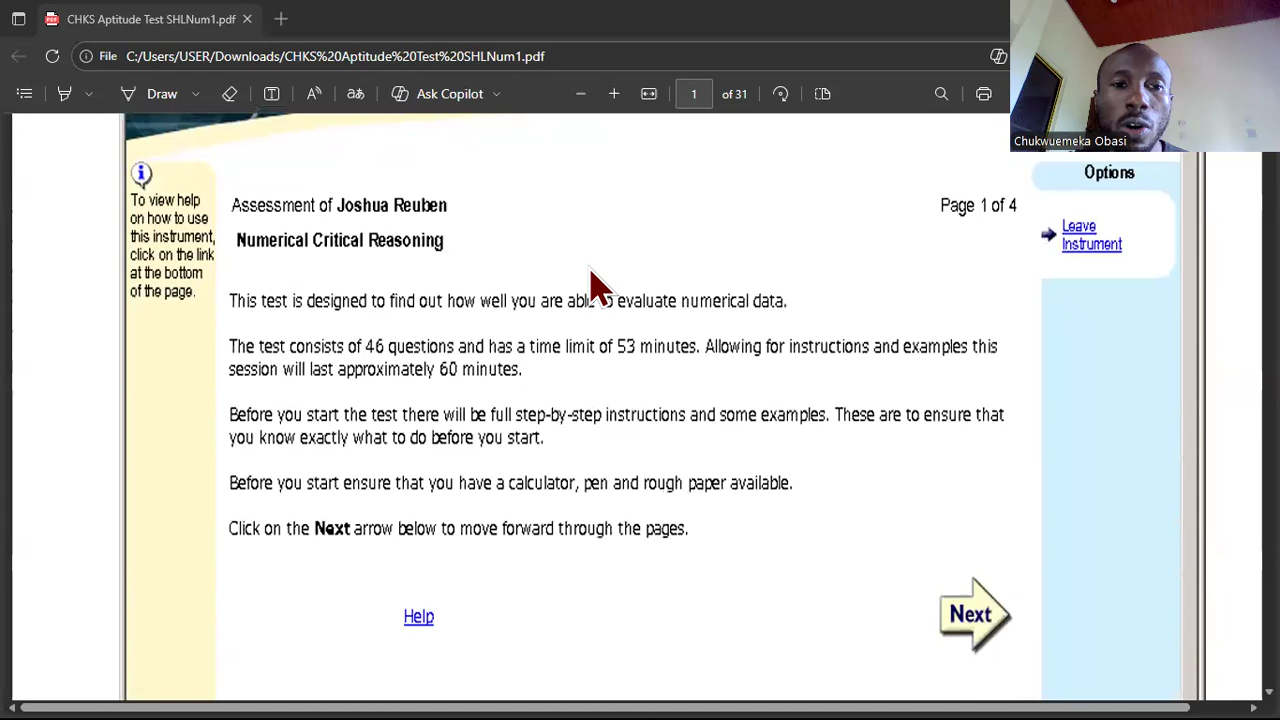 CHKS Aptitude Test SHLNum1.pdf
File C:/Users/USER/Downloads/CHKS%20Aptitude%20Test%20SHLNum1.pdf
Draw
Ask Copilot
1 of 31
Chukwuemeka Obasi
To view help
on how to use
this instrument,
click on the link
at the bottom
of the page.
Assessment of Joshua Reuben
Page 1 of 4
Numerical Critical Reasoning
This test is designed to find out how well you are able to evaluate numerical data.
The test consists of 46 questions and has a time limit of 53 minutes. Allowing for instructions and examples this
session will last approximately 60 minutes.
Before you start the test there will be full step-by-step instructions and some examples. These are to ensure that
you know exactly what to do before you start.
Before you start ensure that you have a calculator, pen and rough paper available.
Click on the Next arrow below to move forward through the pages.
Help
Next
Options
Leave
Instrument